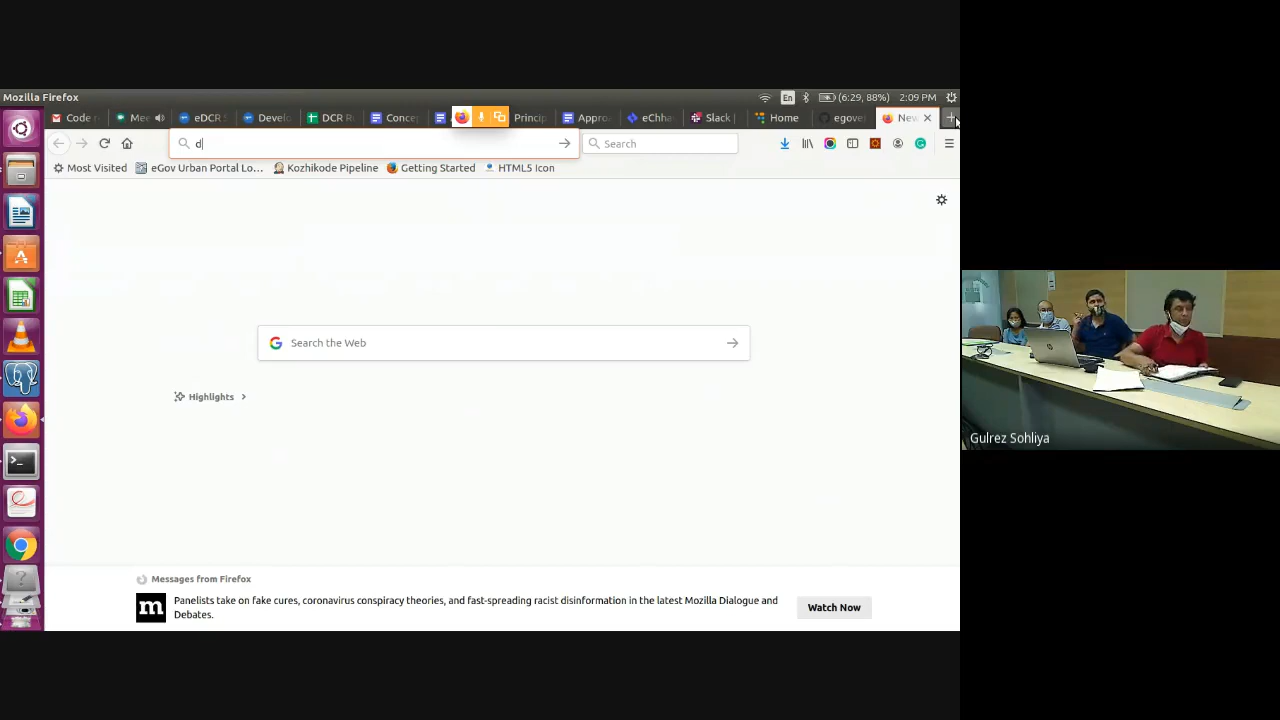 Mozilla Firefox
En
(6:29, 88%)
2:09 PM
Code r
Mee
eDCR S
Develo
DCR Ru
Conce
Princip
Appro
eChha
Slack |
Home
egove
New
d
Search
Most Visited
eGov Urban Portal Lo...
Kozhikode Pipeline
Getting Started
HTML5 Icon
Search the Web
Highlights
Messages from Firefox
m
Panelists take on fake cures, coronavirus conspiracy theories, and fast-spreading racist disinformation in the latest Mozilla Dialogue and
Debates.
Watch Now
Gulrez Sohliya